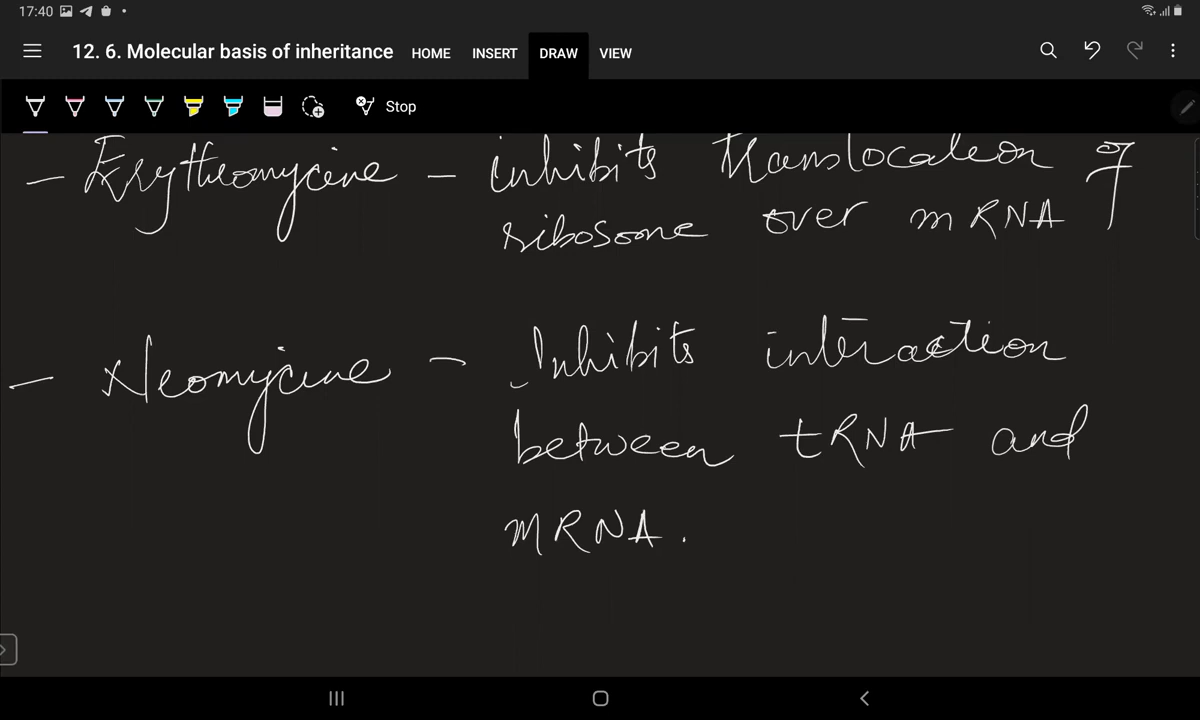 17:40
12. 6. Molecular basis of inheritance HOME INSERT DRAW VIEW
Stop
- Erythromycine - inhibits translocation of
ribosome over mRNA
- Neomycine - Inhibits interaction
between tRNA and
mRNA.